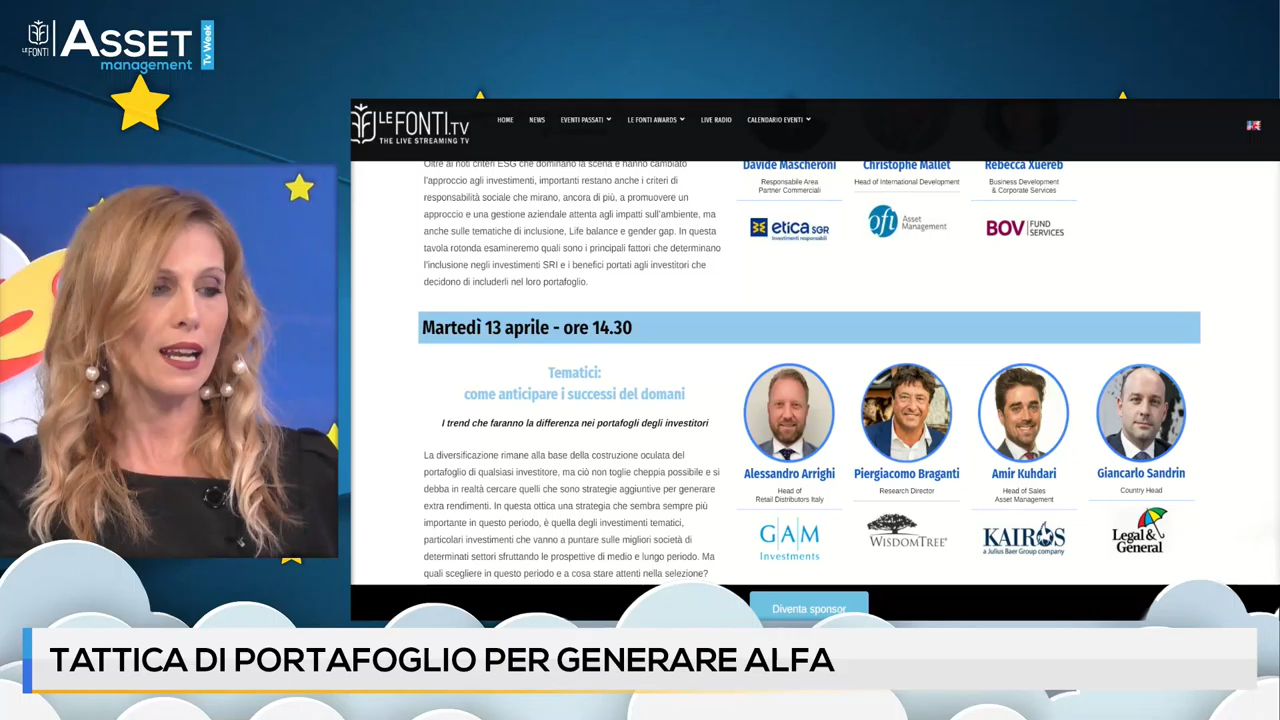 LE FONTI
ASSET
management
Tv Week
LEFONTI.TV
THE LIVE STREAMING TV
HOME
NEWS
EVENTI PASSATI
LE FONTI AWARDS
LIVE RADIO
CALENDARIO EVENTI
Oltre ai noti criteri ESG che dominano la scena e hanno cambiato
l'approccio agli investimenti, importanti restano anche i criteri di
responsabilità sociale che mirano, ancora di più, a promuovere un
approccio e una gestione aziendale attenta agli impatti sull'ambiente, ma
anche sulle tematiche di inclusione, Life balance e gender gap. In questa
tavola rotonda esamineremo quali sono i principali fattori che determinano
l'inclusione negli investimenti SRI e i benefici portati agli investitori che
decidono di includerli nel loro portafoglio.
Davide Mascheroni
Responsabile Area
Partner Commerciali
etica SGR
Investimenti responsabili
Christophe Mallet
Head of International Development
ofi
Asset
Management
Rebecca Xuereb
Business Development
& Corporate Services
BOV
FUND
SERVICES
Martedì 13 aprile - ore 14.30
Tematici:
come anticipare i successi del domani
I trend che faranno la differenza nei portafogli degli investitori
La diversificazione rimane alla base della costruzione oculata del
portafoglio di qualsiasi investitore, ma ciò non toglie cheppia possibile e si
debba in realtà cercare quelli che sono strategie aggiuntive per generare
extra rendimenti. In questa ottica una strategia che sembra sempre più
importante in questo periodo, è quella degli investimenti tematici,
particolari investimenti che vanno a puntare sulle migliori società di
determinati settori sfruttando le prospettive di medio e lungo periodo. Ma
quali scegliere in questo periodo e a cosa stare attenti nella selezione?
Alessandro Arrighi
Head of
Retail Distributors Italy
GAM
Investments
Piergiacomo Braganti
Research Director
WISDOMTREE
Amir Kuhdari
Head of Sales
Asset Management
KAIROS
a Julius Baer Group company
Giancarlo Sandrin
Country Head
Legal &
General
Diventa sponsor
TATTICA DI PORTAFOGLIO PER GENERARE ALFA